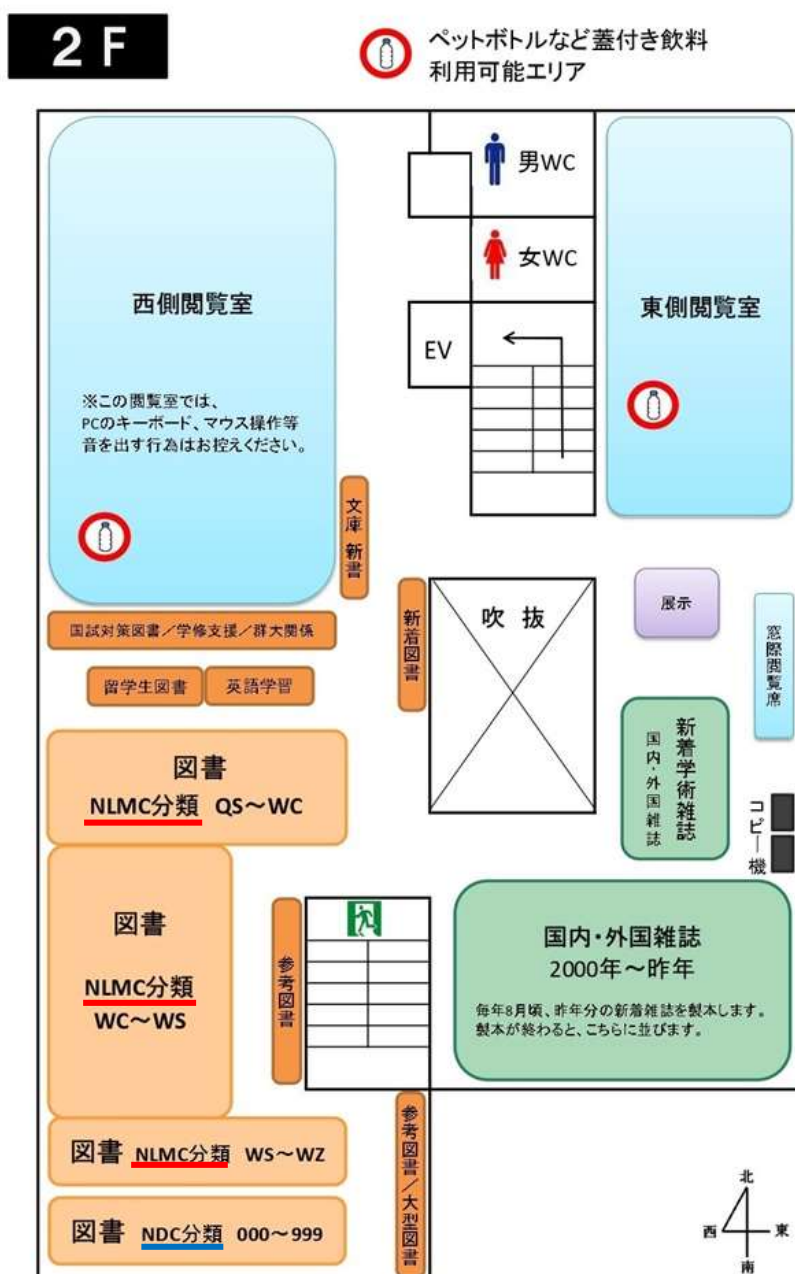 2F
ペットボトルなど蓋付き飲料
利用可能エリア
男WC
女WC
EV
西側閲覧室
※この閲覧室では、
PCのキーボード、マウス操作等
音を出す行為はお控えください。
東側閲覧室
文庫 新書
国試対策図書／学修支援／群大関係
留学生図書
英語学習
新着図書
吹抜
展示
窓際閲覧席
新着学術雑誌
国内・外国雑誌
コピー機
図書
NLMC分類 QS～WC
図書
NLMC分類
WC～WS
参考図書
国内・外国雑誌
2000年～昨年
毎年8月頃、昨年分の新着雑誌を製本します。
製本が終わると、こちらに並びます。
図書 NLMC分類 WS～WZ
参考図書／大型図書
図書 NDC分類 000～999
北
西
東
南